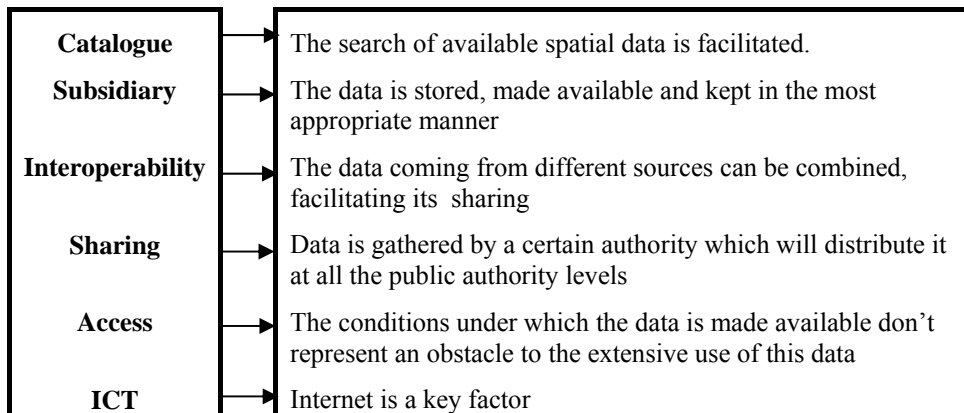 Catalogue The search of available spatial data is facilitated.
Subsidiary The data is stored, made available and kept in the most
appropriate manner
Interoperability The data coming from different sources can be combined,
facilitating its sharing
Sharing Data is gathered by a certain authority which will distribute it
at all the public authority levels
Access The conditions under which the data is made available don’t
represent an obstacle to the extensive use of this data
ICT Internet is a key factor